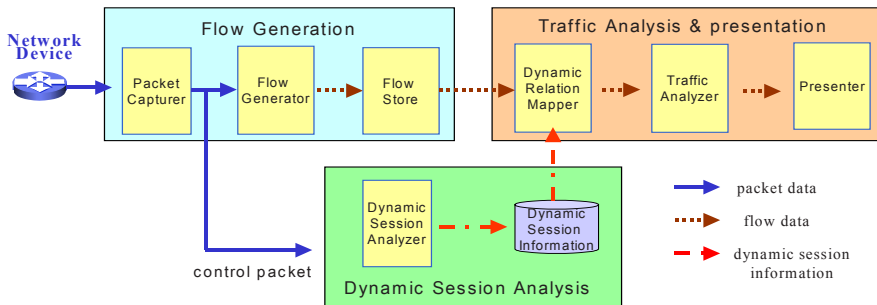 Flow Generation
Traffic Analysis & presentation
Network
Device
Packet
Capturer
Flow
Generator
Flow
Store
Dynamic
Relation
Mapper
Traffic
Analyzer
Presenter
Dynamic
Session
Analyzer
Dynamic
Session
Information
control packet
Dynamic Session Analysis
packet data
flow data
dynamic session
information